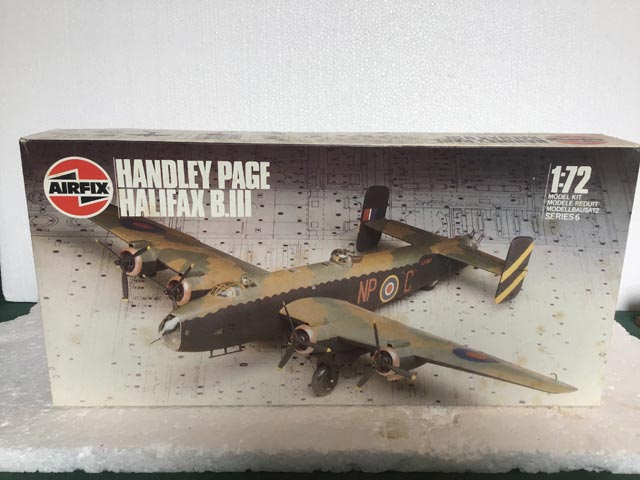 AIRFIX
HANDLEY PAGE
HALIFAX B.III
1:72
MODEL KIT
MODELE REDUIT
MODELLBAUSATZ
SERIES 6
NP C